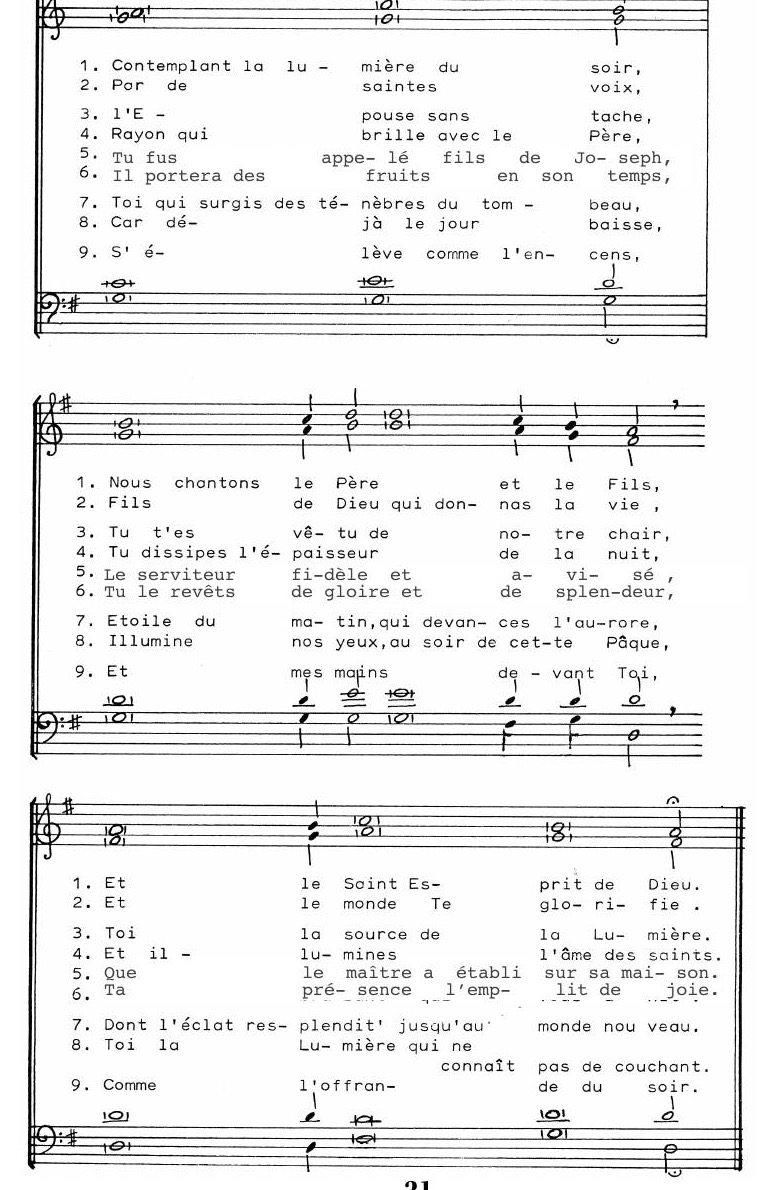 1. Contemplant la lu - mière du soir,
2. Par de saintes voix,
3. l'E - pouse sans tache,
4. Rayon qui brille avec le Père,
5. Tu fus appe- lé fils de Jo- seph,
6. Il portera des fruits en son temps,
7. Toi qui surgis des té- nèbres du tom - beau,
8. Car dé- jà le jour baisse,
9. S' é- lève comme l'en- cens,
1. Nous chantons le Père et le Fils,
2. Fils de Dieu qui don- nas la vie ,
3. Tu t'es vê- tu de no- tre chair,
4. Tu dissipes l'é- paisseur de la nuit,
5. Le serviteur fi-dèle et a- vi- sé ,
6. Tu le revêts de gloire et de splen-deur,
7. Etoile du ma- tin,qui devan- ces l'au-rore,
8. Illumine nos yeux,au soir de cet-te Pâque,
9. Et mes mains de - vant Toi,
1. Et le Saint Es- prit de Dieu.
2. Et le monde Te glo- ri- fie .
3. Toi la source de la Lu- mière.
4. Et il - lu- mines l'âme des saints.
5. Que le maître a établi sur sa mai- son.
6. Ta pré- sence l'emp- lit de joie.
7. Dont l'éclat res- plendit' jusqu'au monde nou veau.
8. Toi la Lu- mière qui ne
connaît pas de couchant.
9. Comme l'offran- de du soir.